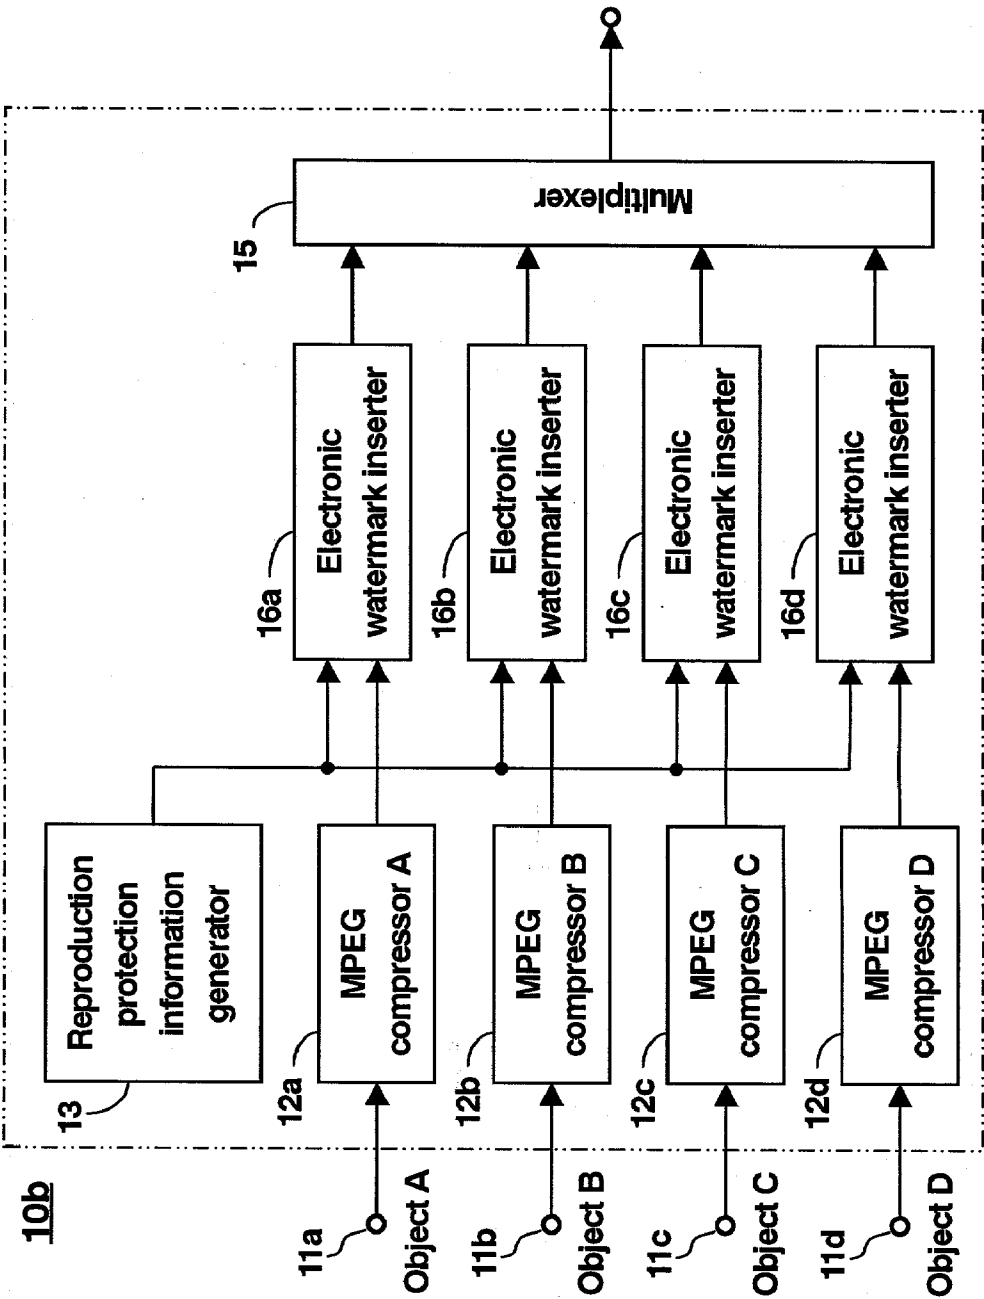 10b
13
Reproduction
protection
information
generator
11a
Object A
12a
MPEG
compressor A
16a
Electronic
watermark inserter
11b
Object B
12b
MPEG
compressor B
16b
Electronic
watermark inserter
11c
Object C
12c
MPEG
compressor C
16c
Electronic
watermark inserter
11d
Object D
12d
MPEG
compressor D
16d
Electronic
watermark inserter
15
Multiplexer